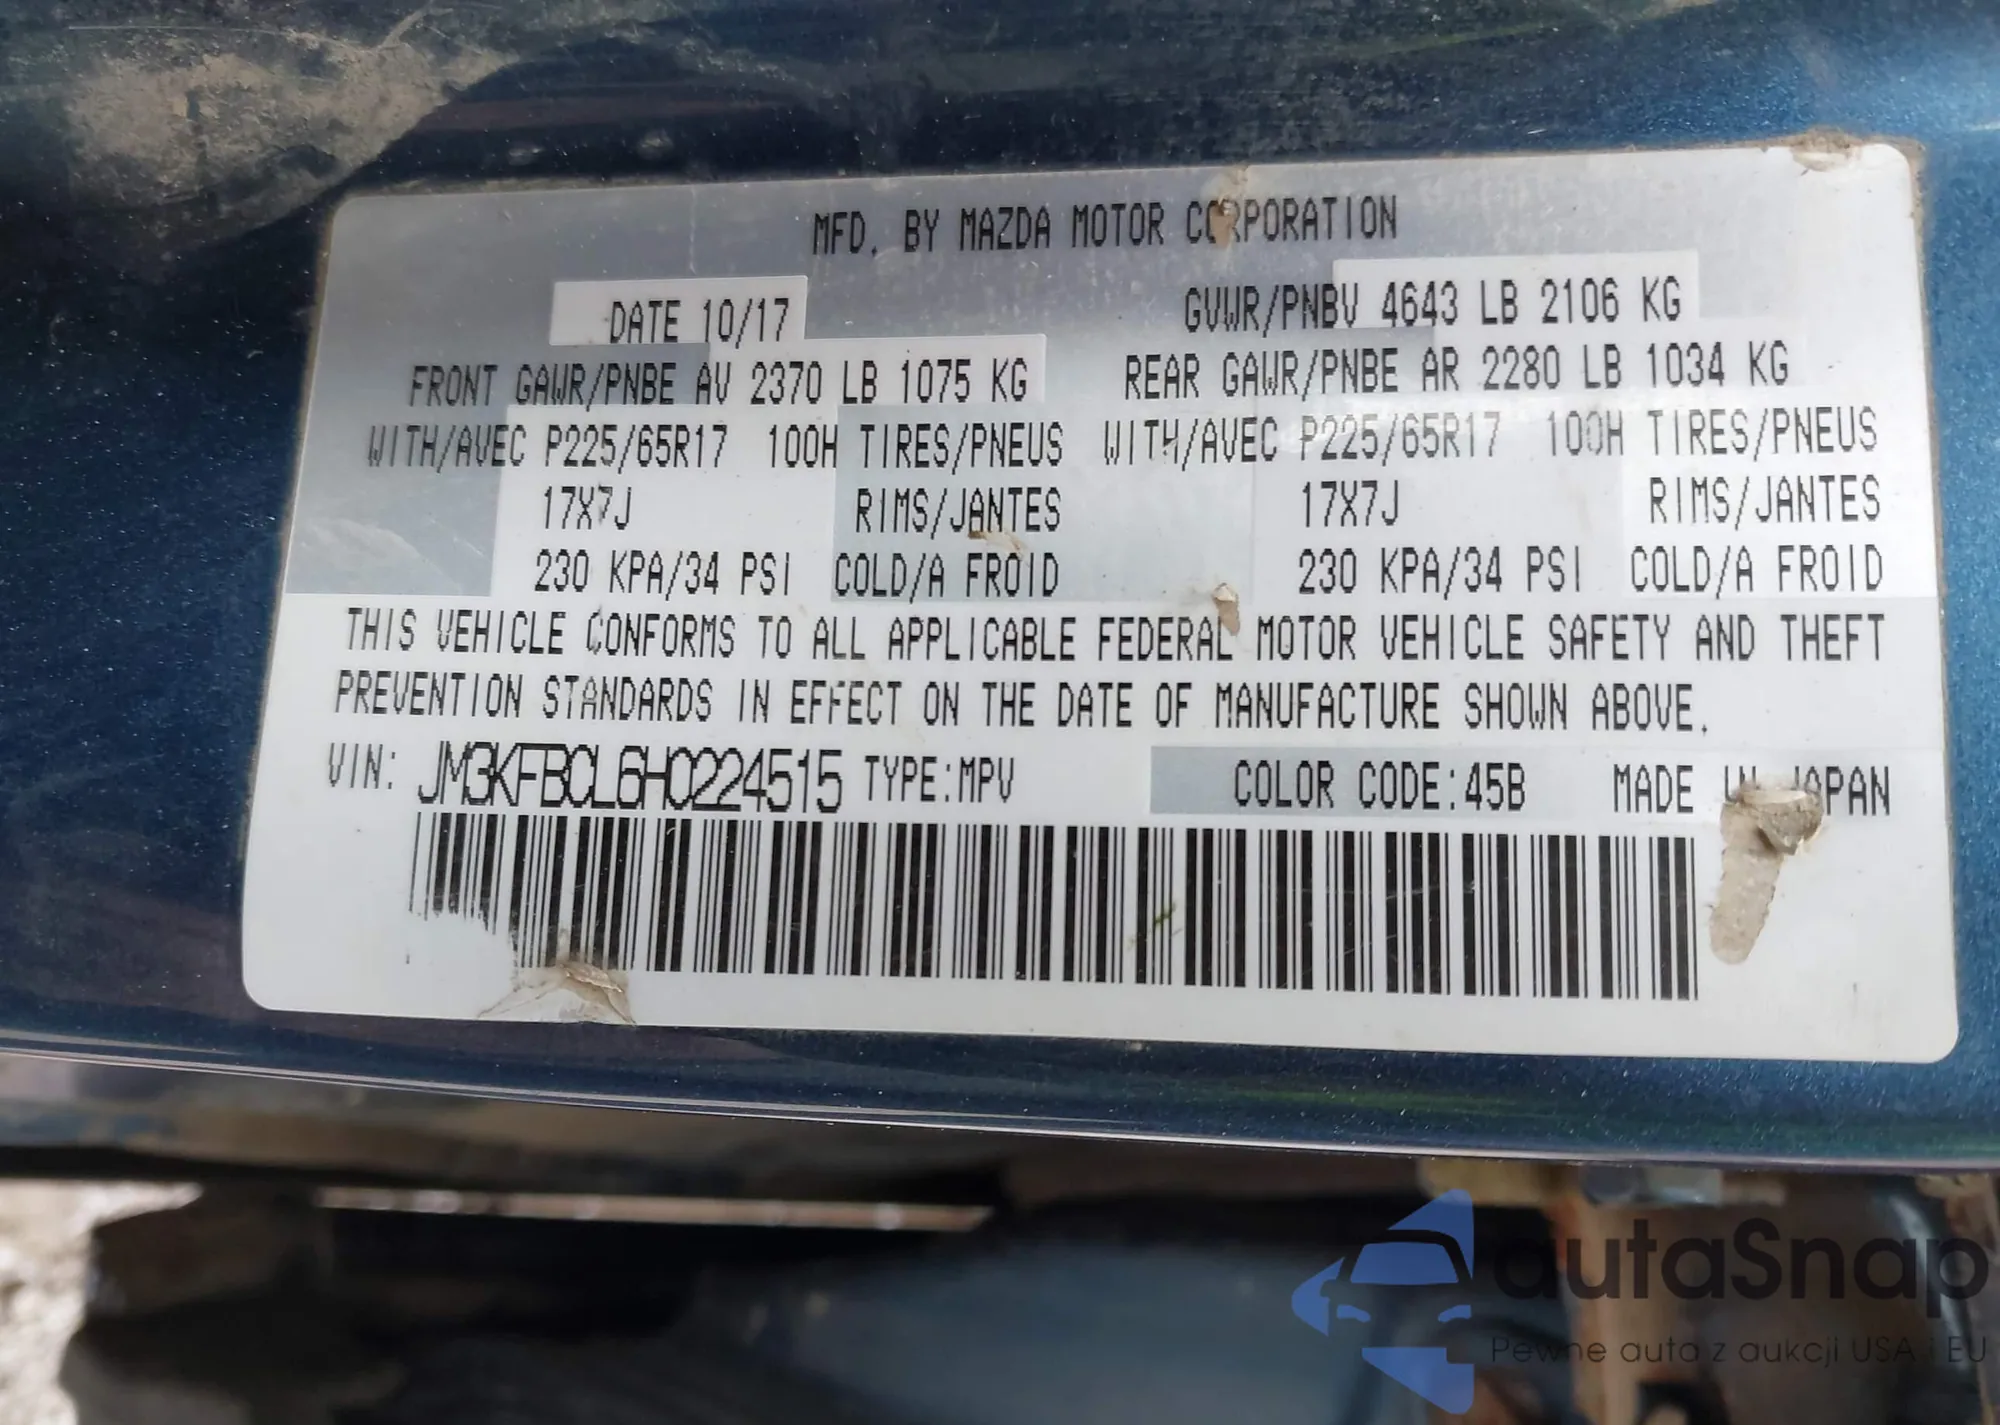 MFD. BY MAZDA MOTOR CORPORATION
DATE 10/17 GVWR/PNBV 4643 LB 2106 KG
FRONT GAWR/PNBE AV 2370 LB 1075 KG REAR GAWR/PNBE AR 2280 LB 1034 KG
WITH/AVEC P225/65R17 100H TIRES/PNEUS WITH/AVEC P225/65R17 100H TIRES/PNEUS
17X7J RIMS/JANTES 17X7J RIMS/JANTES
230 KPA/34 PSI COLD/A FROID 230 KPA/34 PSI COLD/A FROID
THIS VEHICLE CONFORMS TO ALL APPLICABLE FEDERAL MOTOR VEHICLE SAFETY AND THEFT
PREVENTION STANDARDS IN EFFECT ON THE DATE OF MANUFACTURE SHOWN ABOVE.
VIN: JM3KFBCL6H0224515 TYPE:MPV COLOR CODE:45B MADE IN JAPAN
autaSnap
Pewne auta z aukcji USA i EU